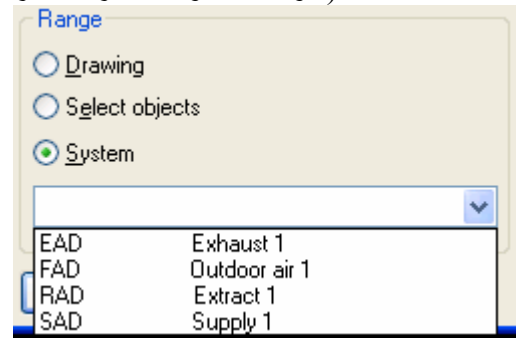 Range
Drawing
Select objects
System
EAD Exhaust 1
FAD Outdoor air 1
RAD Extract 1
SAD Supply 1